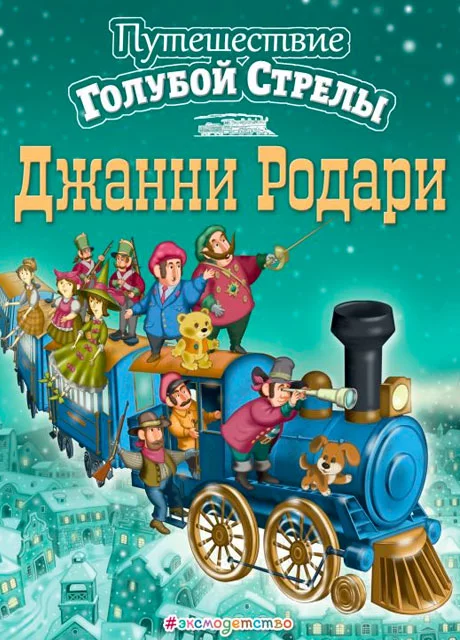 Путешествие
Голубой Стрелы
Джанни Родари
#эксмодетство